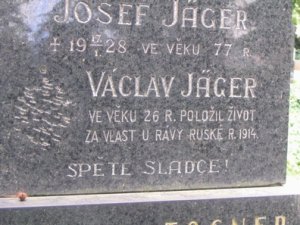 JOSEF JÄGER
+ 19 17/I 28 VE VĚKU 77 R.
VÁCLAV JÄGER
VE VĚKU 26 R. POLOŽIL ŽIVOT
ZA VLAST U RAVY RUSKÉ R. 1914.
SPĚTE SLADCE!